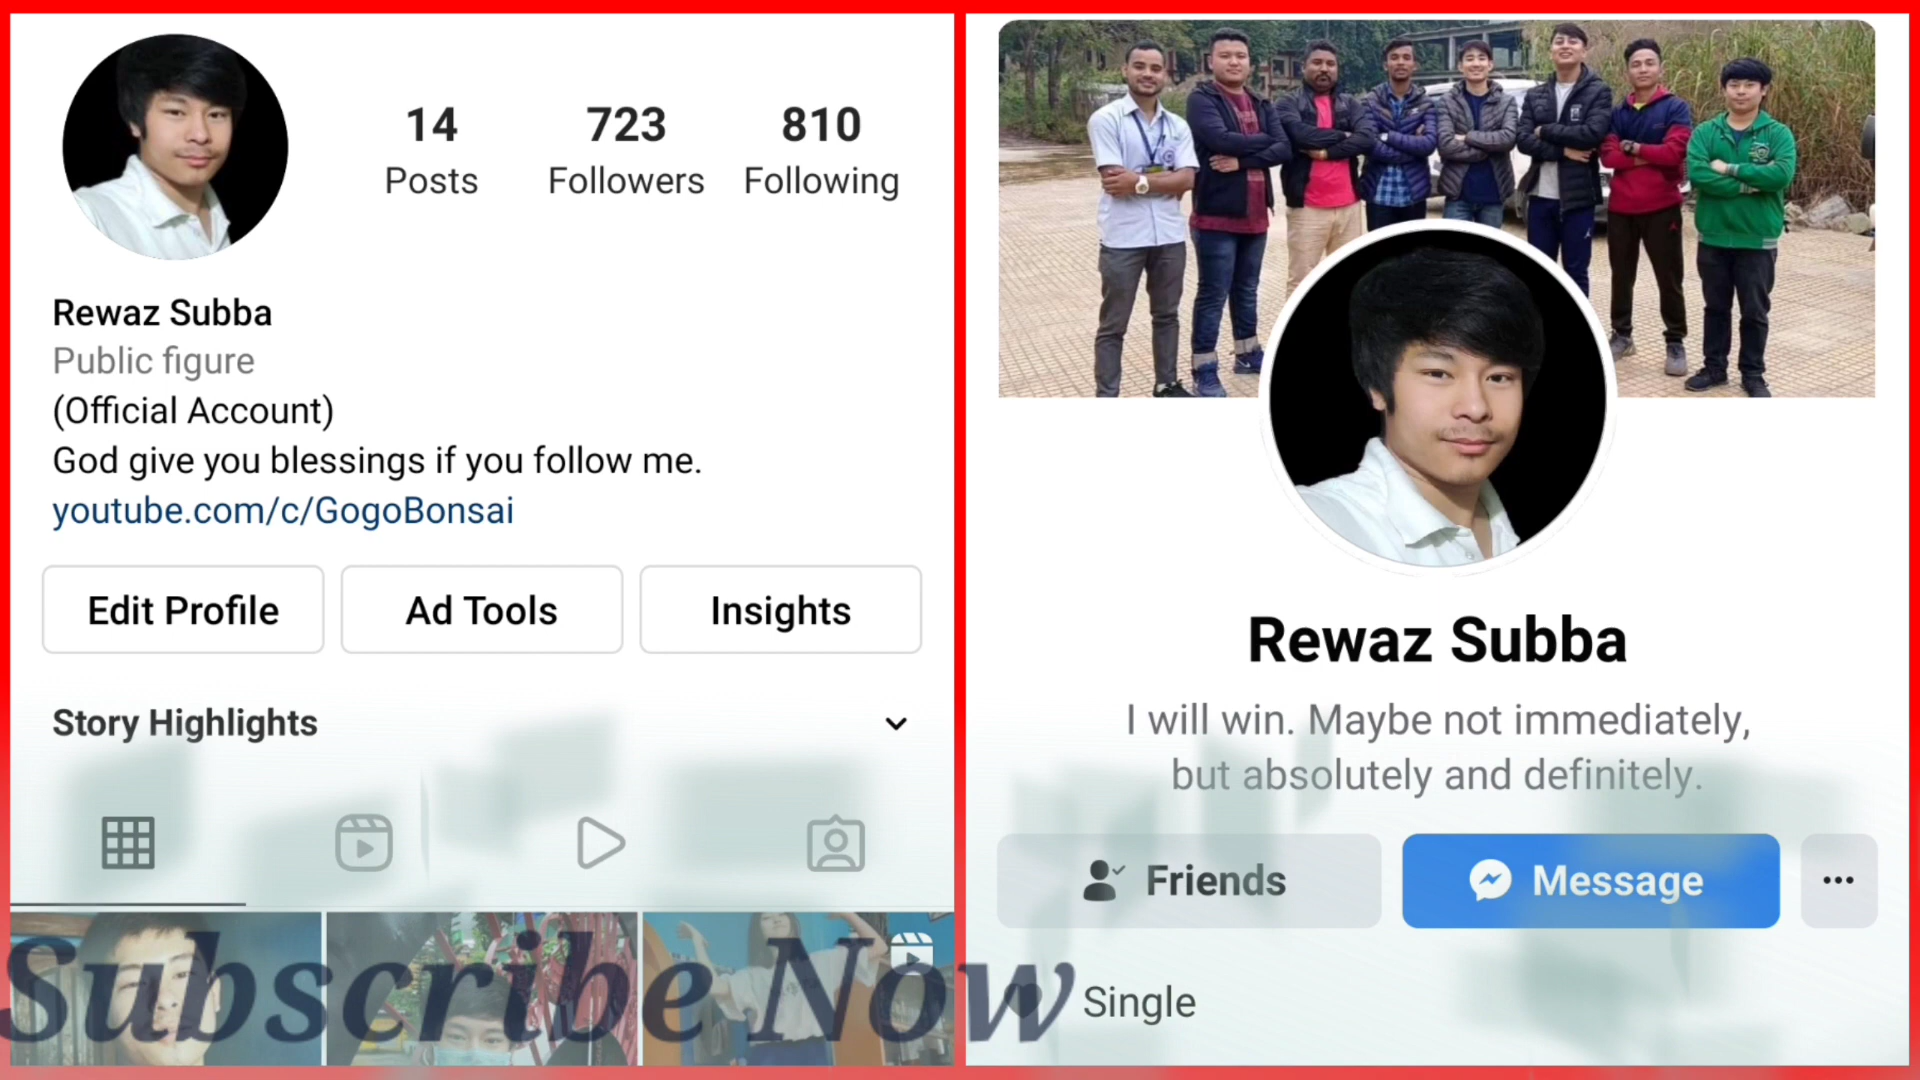 14
Posts
723
Followers
810
Following
Rewaz Subba
Public figure
(Official Account)
God give you blessings if you follow me.
youtube.com/c/GogoBonsai
Edit Profile
Ad Tools
Insights
Story Highlights
Subscribe Now
Rewaz Subba
I will win. Maybe not immediately,
but absolutely and definitely.
Friends
Message
Single